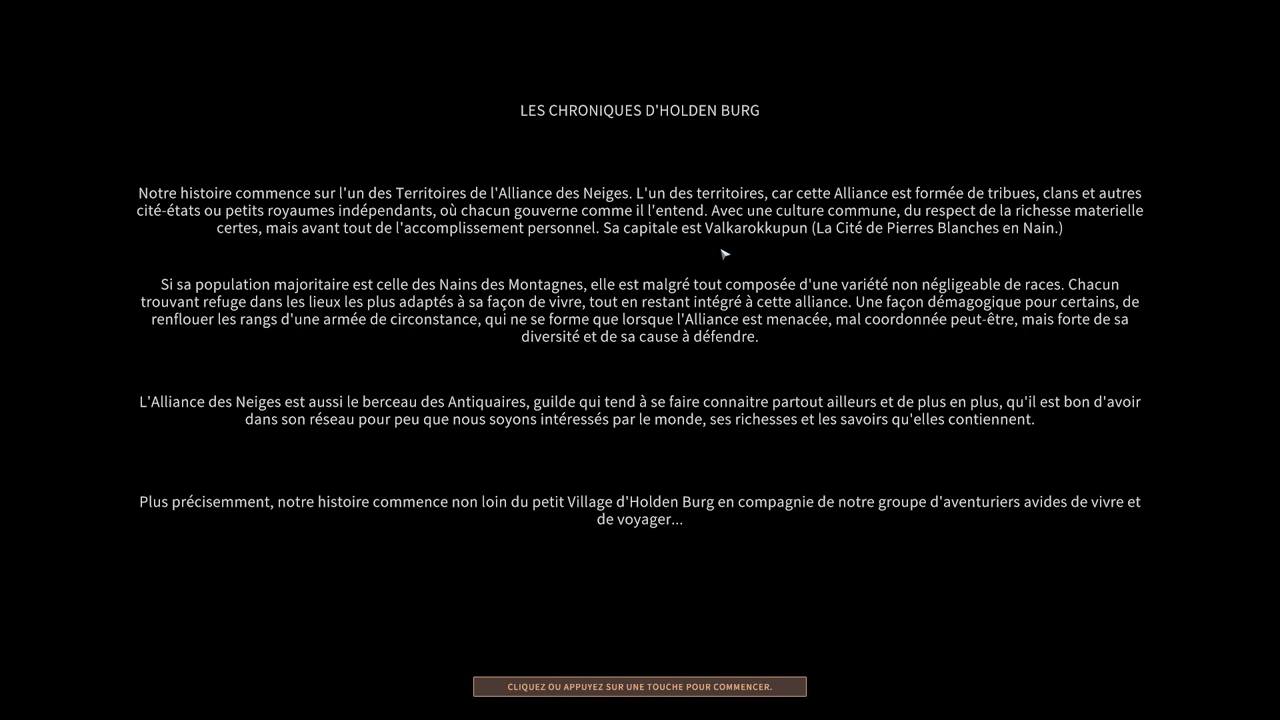 LES CHRONIQUES D'HOLDEN BURG
Notre histoire commence sur l'un des Territoires de l'Alliance des Neiges. L'un des territoires, car cette Alliance est formée de tribues, clans et autres
cité-états ou petits royaumes indépendants, où chacun gouverne comme il l'entend. Avec une culture commune, du respect de la richesse materielle
certes, mais avant tout de l'accomplissement personnel. Sa capitale est Valkarokkupun (La Cité de Pierres Blanches en Nain.)
Si sa population majoritaire est celle des Nains des Montagnes, elle est malgré tout composée d'une variété non négligeable de races. Chacun
trouvant refuge dans les lieux les plus adaptés à sa façon de vivre, tout en restant intégré à cette alliance. Une façon démagogique pour certains, de
renflouer les rangs d'une armée de circonstance, qui ne se forme que lorsque l'Alliance est menacée, mal coordonnée peut-être, mais forte de sa
diversité et de sa cause à défendre.
L'Alliance des Neiges est aussi le berceau des Antiquaires, guilde qui tend à se faire connaitre partout ailleurs et de plus en plus, qu'il est bon d'avoir
dans son réseau pour peu que nous soyons intéressés par le monde, ses richesses et les savoirs qu'elles contiennent.
Plus précisemment, notre histoire commence non loin du petit Village d'Holden Burg en compagnie de notre groupe d'aventuriers avides de vivre et
de voyager...
CLIQUEZ OU APPUYEZ SUR UNE TOUCHE POUR COMMENCER.